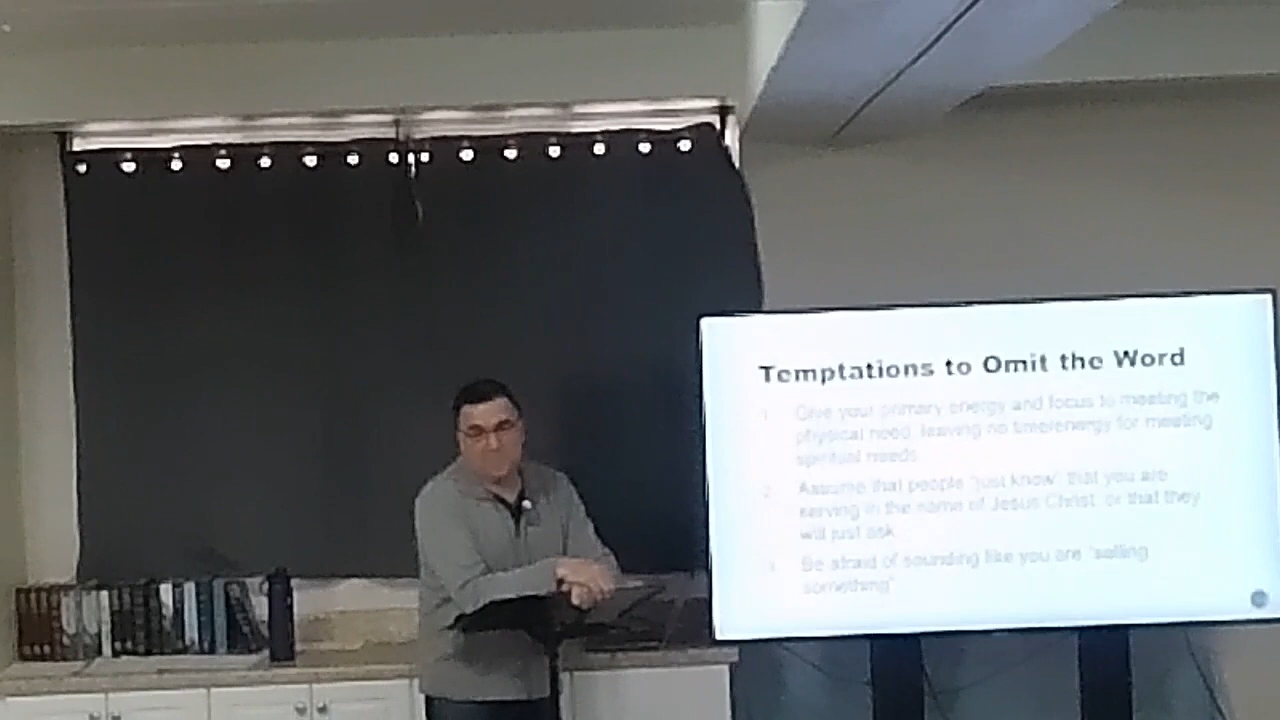 Temptations to Omit the Word
1. Give your primary energy and focus to meeting the
physical need, leaving no time/energy for meeting
spiritual needs
2. Assume that people "just know" that you are
serving in the name of Jesus Christ, or that they
will just ask
3. Be afraid of sounding like you are "selling
something"